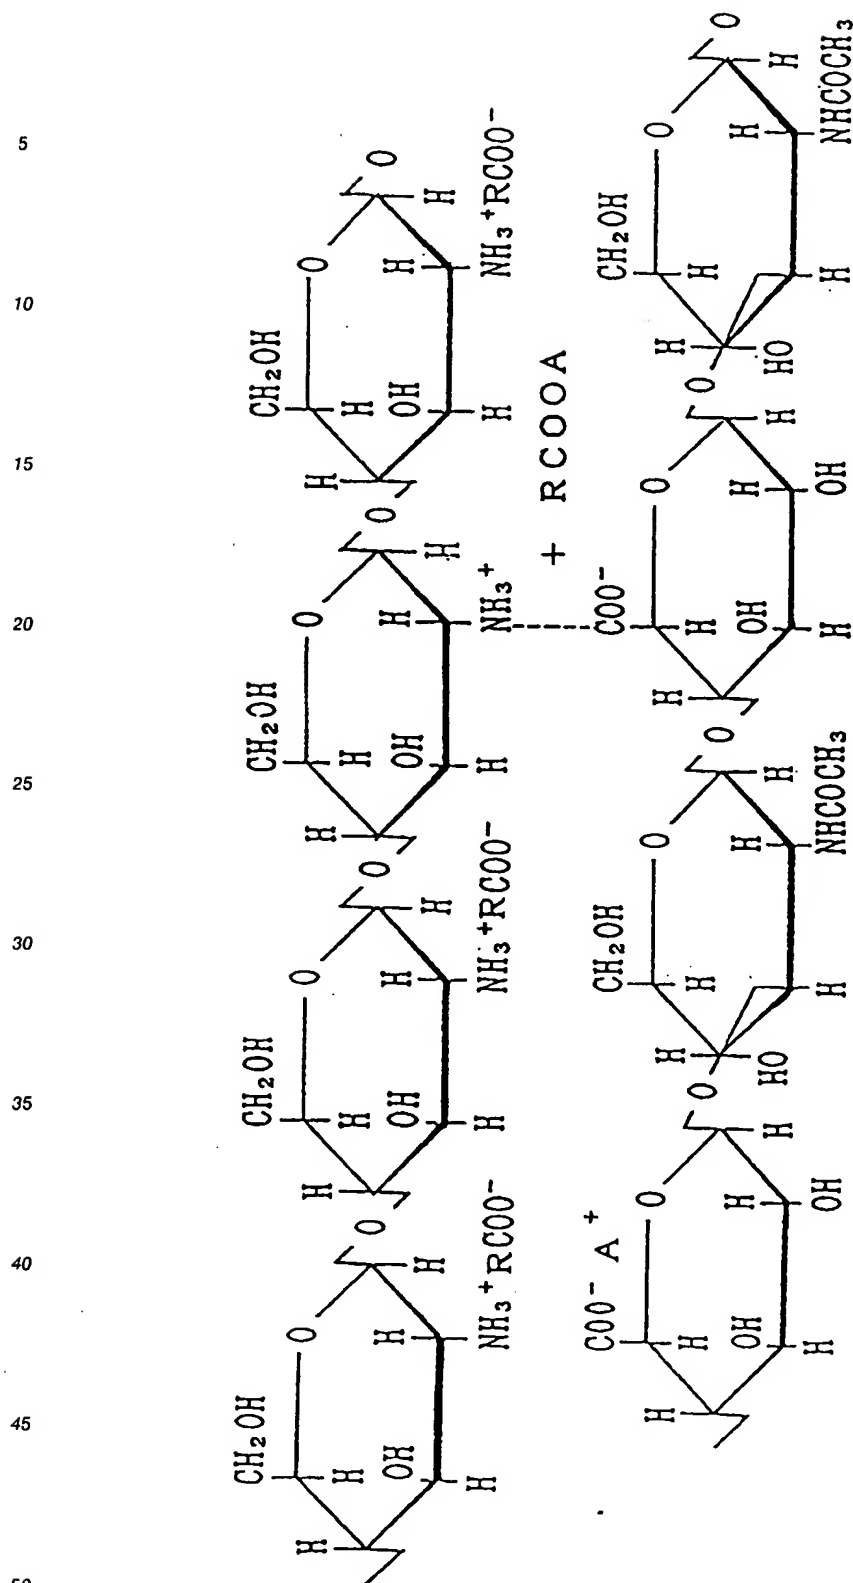 5
10
15
20
25
30
35
40
45
CH₂OH CH₂OH CH₂OH CH₂OH
O O O O
H H H H
H H H H
O O O O
OH H OH H OH H OH H
H H H H
H NH₃⁺RCOO⁻ H NH₃⁺RCOO⁻ H NH₃⁺ H NH₃⁺RCOO⁻
+ RCOOA
COO⁻ A⁺ CH₂OH COO⁻ CH₂OH
O O O O
H H H H
H H H H
O O O O
OH H H OH H H
HO HO
H H H H
H OH H NHCOCH₃ H OH H NHCOCH₃